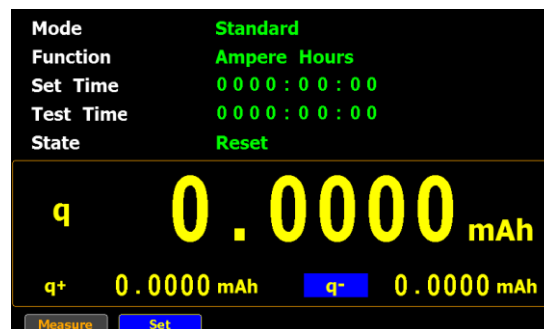 Mode Standard
Function Ampere Hours
Set Time 0000:00:00
Test Time 0000:00:00
State Reset
q 0.0000 mAh
q+ 0.0000 mAh q- 0.0000 mAh
Measure Set